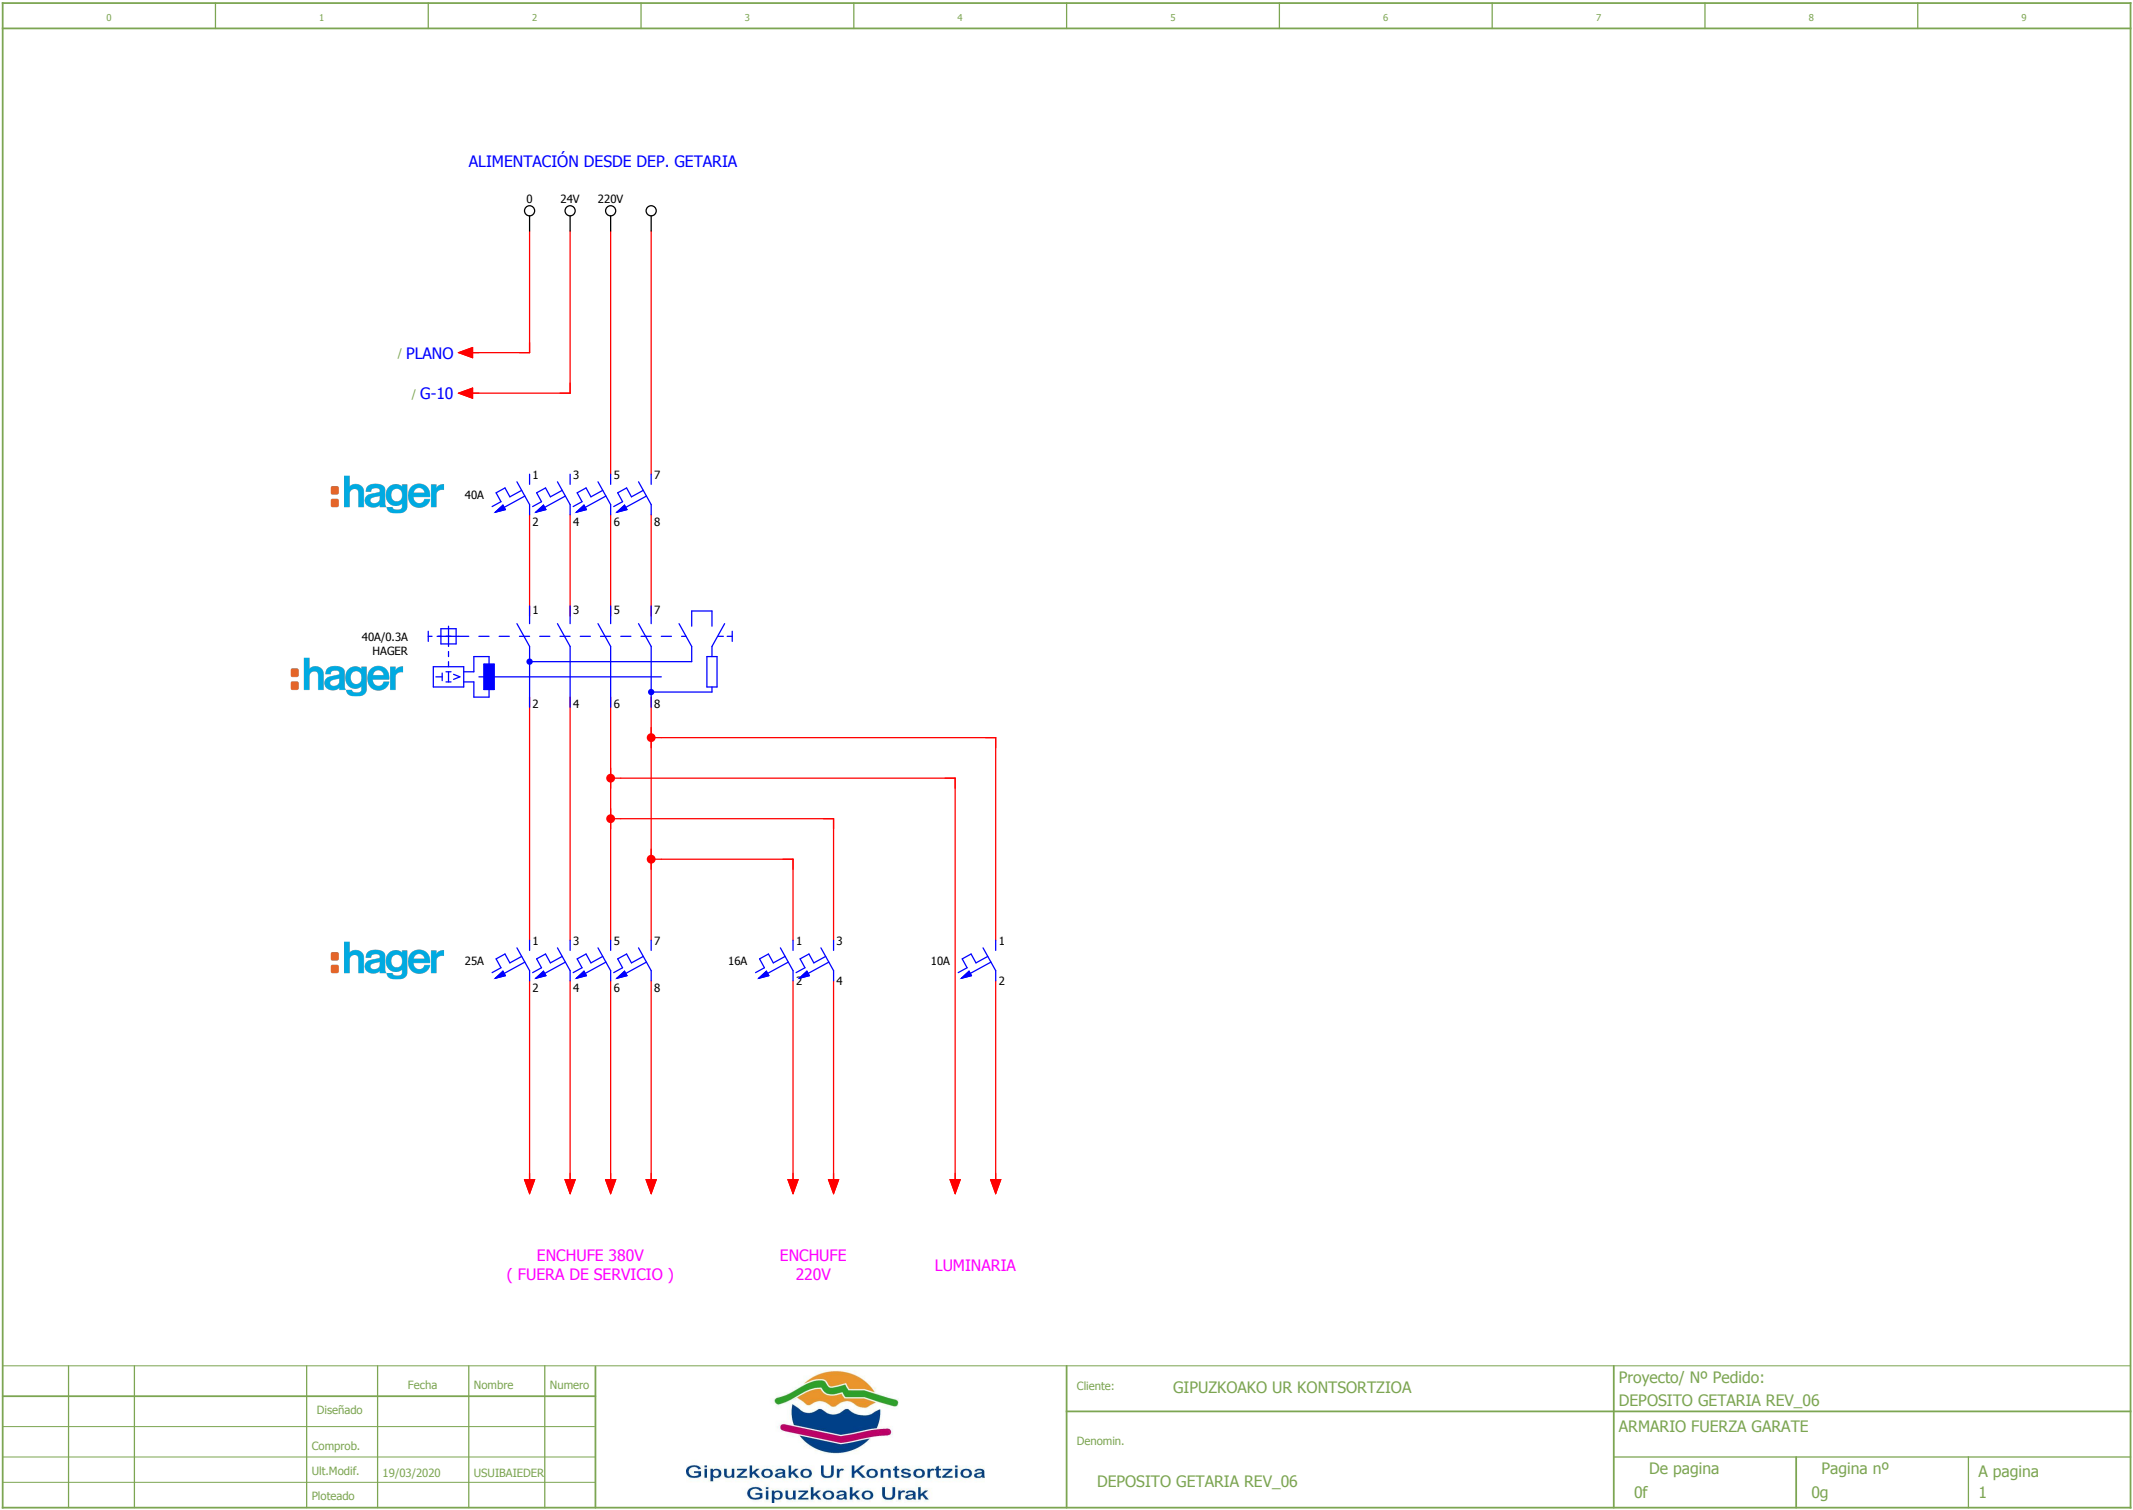 0 1 2 3 4 5 6 7 8 9
ALIMENTACIÓN DESDE DEP. GETARIA
0 24V 220V
/ PLANO
/ G-10
1 3 5 7
:hager 40A
2 4 6 8
1 3 5 7
40A/0.3A
HAGER
:hager
I>
2 4 6 8
1 3 5 7 1 3 1
:hager 25A 16A 10A
2 4 6 8 2 4 2
ENCHUFE 380V
( FUERA DE SERVICIO )
ENCHUFE
220V
LUMINARIA
Fecha Nombre Numero
Diseñado
Comprob.
Ult.Modif. 19/03/2020 USUIBAIEDER
Ploteado
Gipuzkoako Ur Kontsortzioa
Gipuzkoako Urak
Cliente: GIPUZKOAKO UR KONTSORTZIOA
Denomin.
DEPOSITO GETARIA REV_06
Proyecto/ Nº Pedido:
DEPOSITO GETARIA REV_06
ARMARIO FUERZA GARATE
De pagina Pagina nº A pagina
0f 0g 1